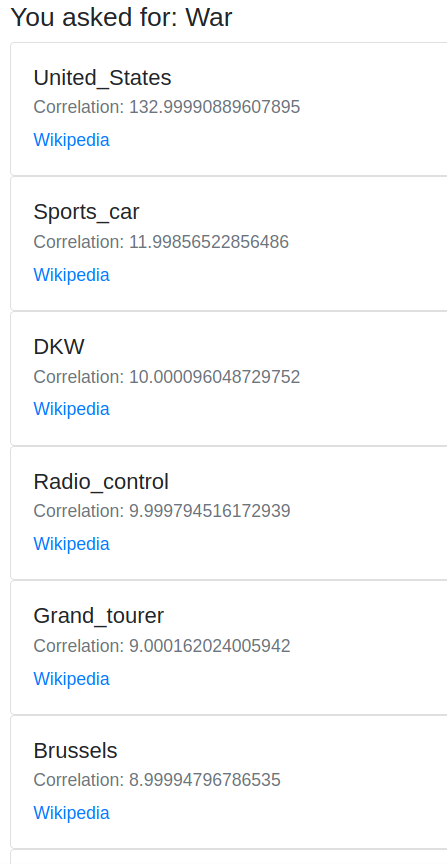 You asked for: War
United_States
Correlation: 132.99990889607895
Wikipedia
Sports_car
Correlation: 11.99856522856486
Wikipedia
DKW
Correlation: 10.000096048729752
Wikipedia
Radio_control
Correlation: 9.999794516172939
Wikipedia
Grand_tourer
Correlation: 9.000162024005942
Wikipedia
Brussels
Correlation: 8.99994796786535
Wikipedia